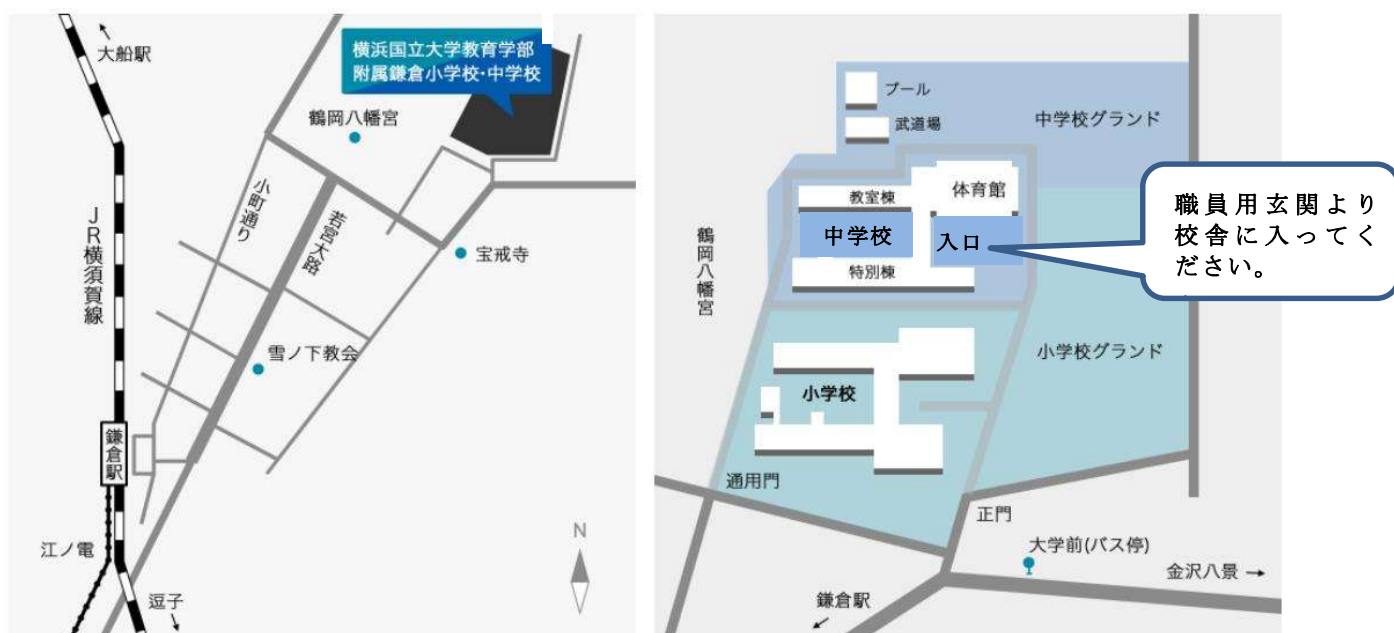 大船駅
横浜国立大学教育学部
附属鎌倉小学校・中学校
鶴岡八幡宮
小町通り
若宮大路
JR横須賀線
宝戒寺
雪ノ下教会
鎌倉駅
江ノ電
逗子
N
プール
武道場
中学校グランド
体育館
教室棟
中学校
入口
特別棟
鶴岡八幡宮
職員用玄関より
校舎に入ってく
ださい。
小学校グランド
小学校
通用門
正門
大学前(バス停)
金沢八景 →
鎌倉駅